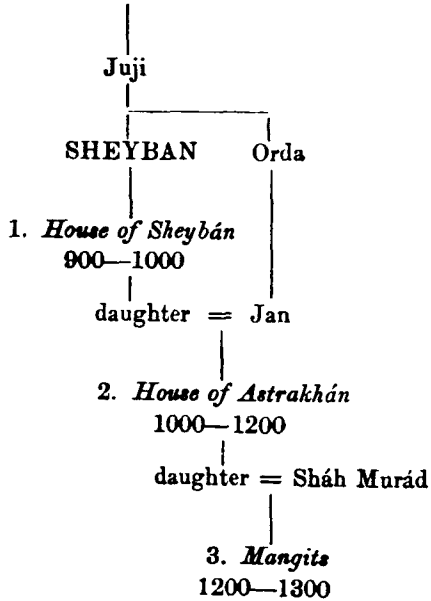 Juji
SHEYBAN Orda
1. House of Sheybán
900—1000
daughter = Jan
2. House of Astrakhán
1000—1200
daughter = Sháh Murád
3. Mangits
1200—1300